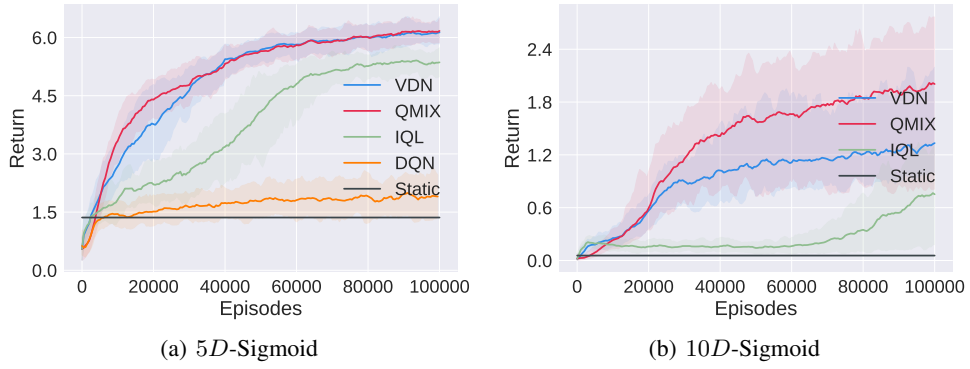 Return
6.0
4.5
3.0
1.5
0.0
VDN
QMIX
IQL
DQN
Static
0 20000 40000 60000 80000 100000
Episodes
(a) 5D-Sigmoid
Return
2.4
1.8
1.2
0.6
0.0
VDN
QMIX
IQL
Static
0 20000 40000 60000 80000 100000
Episodes
(b) 10D-Sigmoid